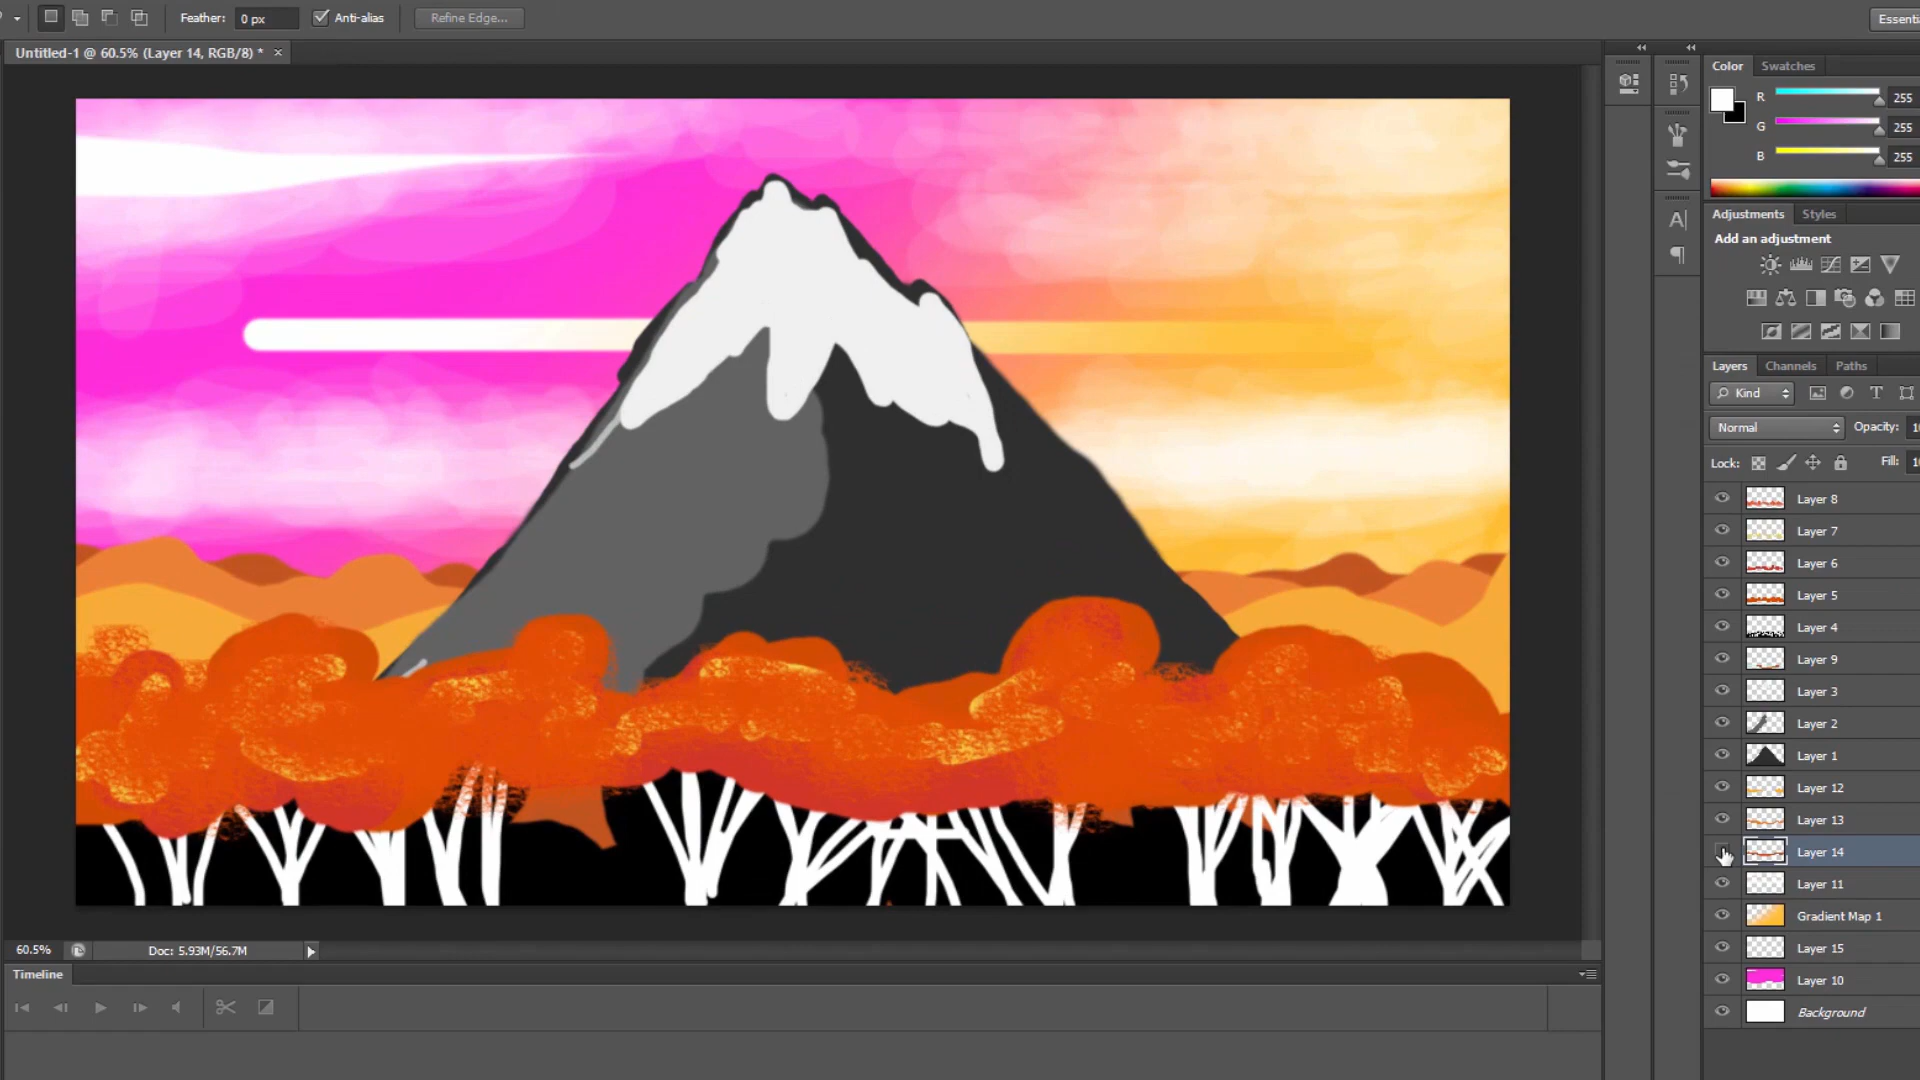 Feather: 0 px Anti-alias Refine Edge...
Untitled-1 @ 60.5% (Layer 14, RGB/8) * ×
Color Swatches
R 255
G 255
B 255
Adjustments Styles
Add an adjustment
Layers Channels Paths
Kind T
Normal Opacity:
Lock: Fill:
Layer 8
Layer 7
Layer 6
Layer 5
Layer 4
Layer 9
Layer 3
Layer 2
Layer 1
Layer 12
Layer 13
Layer 14
Layer 11
Gradient Map 1
Layer 15
Layer 10
Background
60.5% Doc: 5.93M/56.7M
Timeline